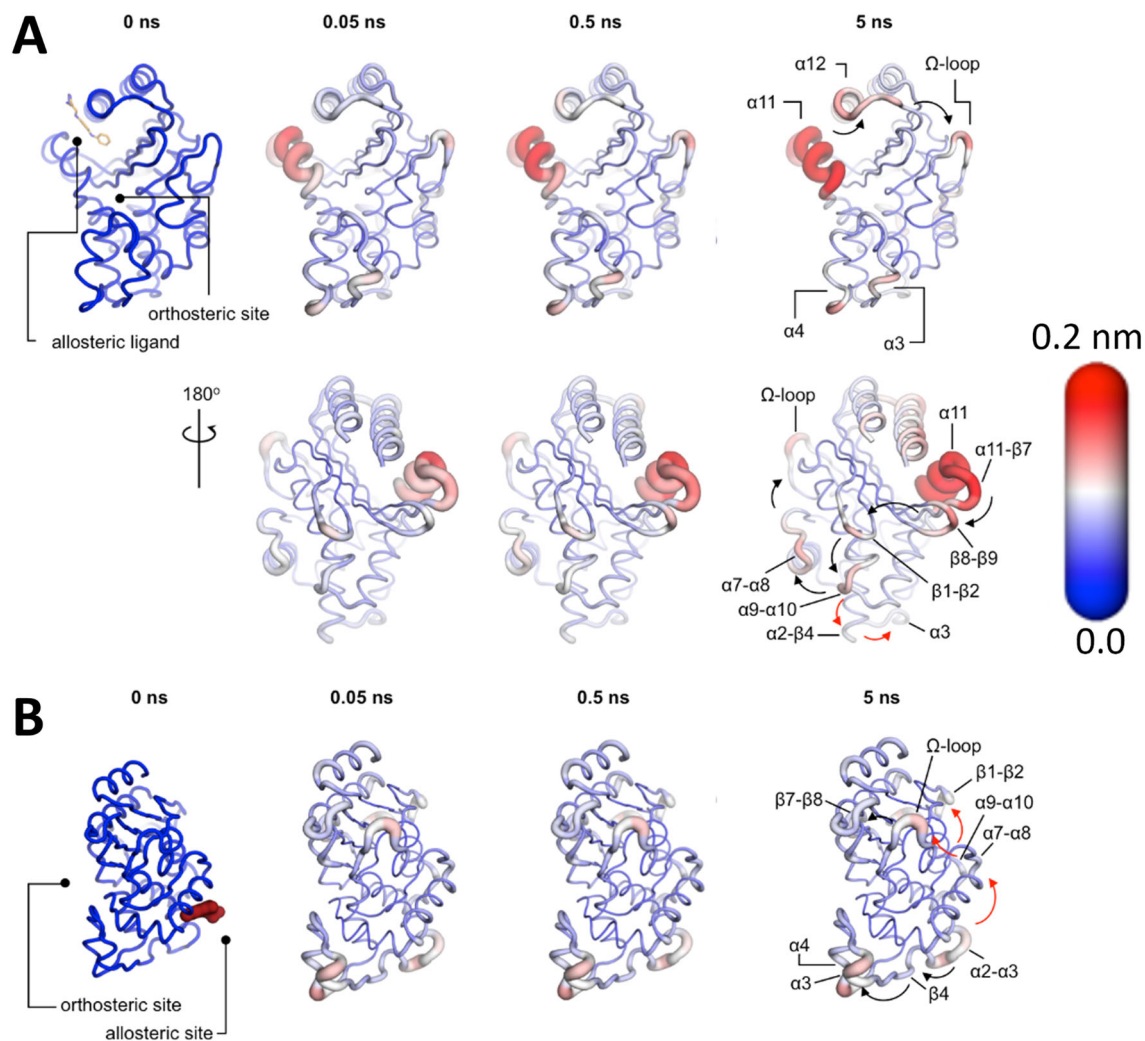 A
0 ns
0.05 ns
0.5 ns
5 ns
α12
Ω-loop
α11
orthosteric site
allosteric ligand
α4
α3
0.2 nm
180º
Ω-loop
α11
α11-β7
β8-β9
α7-α8
β1-β2
α9-α10
α2-β4
α3
0.0
B
0 ns
0.05 ns
0.5 ns
5 ns
Ω-loop
β1-β2
β7-β8
α9-α10
α7-α8
α4
α3
α2-α3
β4
orthosteric site
allosteric site